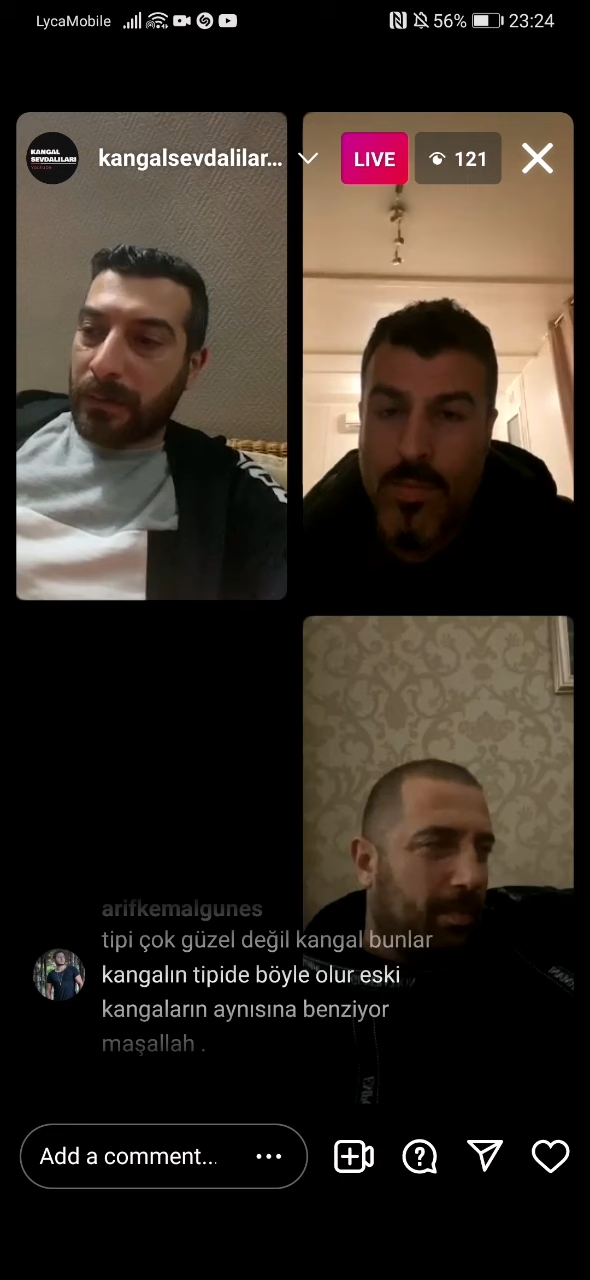 LycaMobile
56% 23:24
KANGAL
SEVDALILARI
YOUTUBE
kangalsevdalilar...
LIVE
121
arifkemalgunes
tipi çok güzel değil kangal bunlar
kangalın tipide böyle olur eski
kangaların aynısına benziyor
maşallah .
Add a comment...